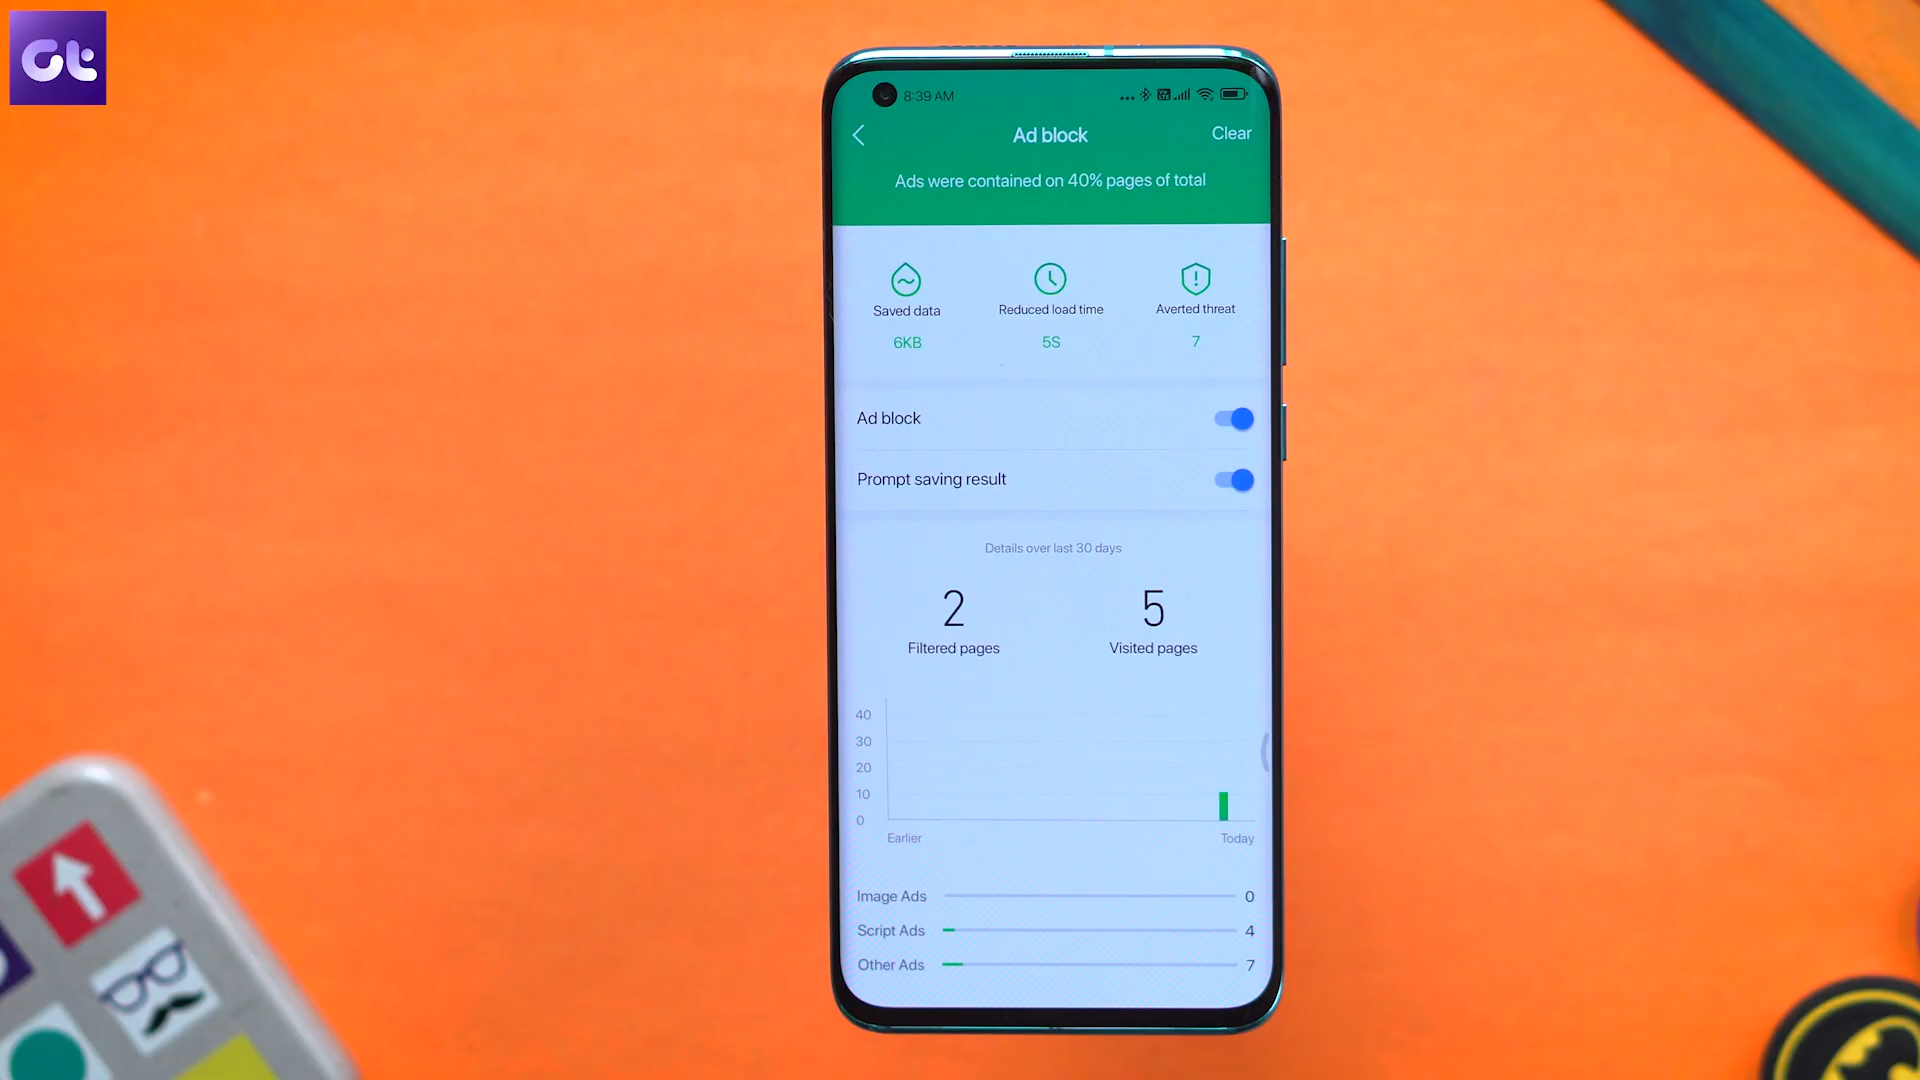 Gt
8:39 AM
Ad block
Clear
Ads were contained on 40% pages of total
Saved data
Reduced load time
Averted threat
6KB
5S
7
Ad block
Prompt saving result
Details over last 30 days
2
5
Filtered pages
Visited pages
40
30
20
10
0
Earlier
Today
Image Ads 0
Script Ads 4
Other Ads 7